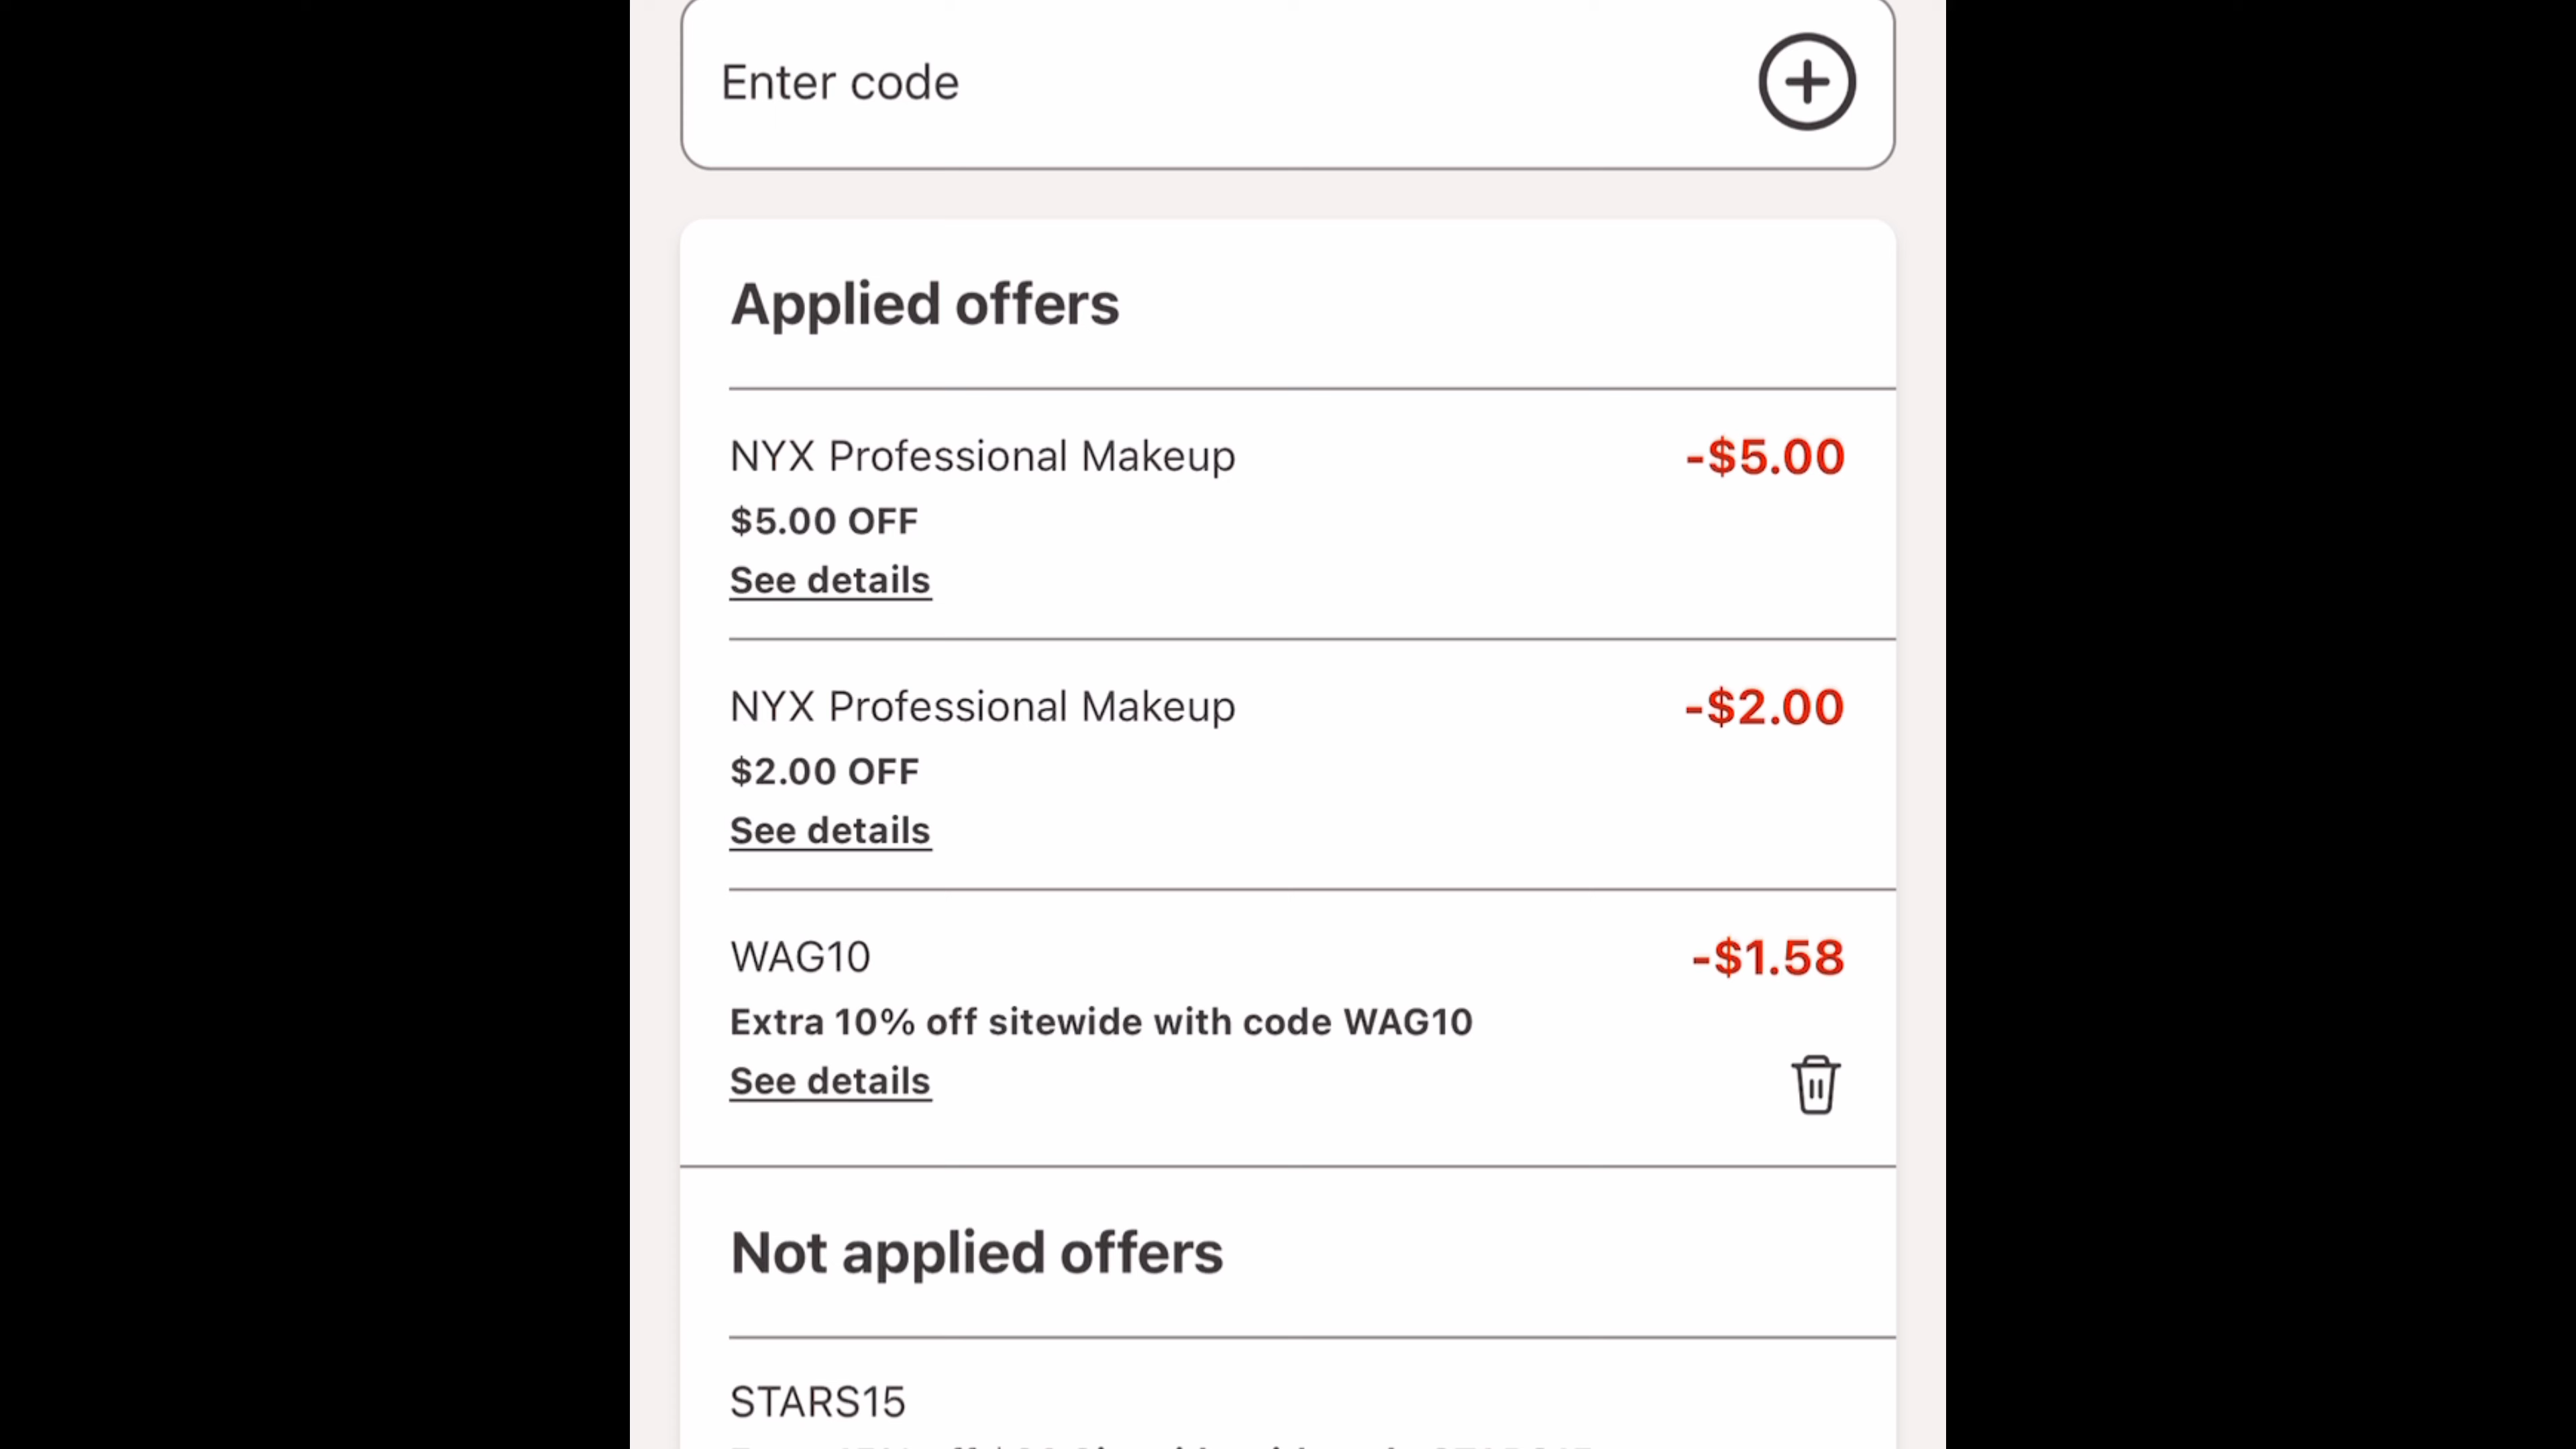 Enter code
Applied offers
NYX Professional Makeup
-$5.00
$5.00 OFF
See details
NYX Professional Makeup
-$2.00
$2.00 OFF
See details
WAG10
-$1.58
Extra 10% off sitewide with code WAG10
See details
Not applied offers
STARS15